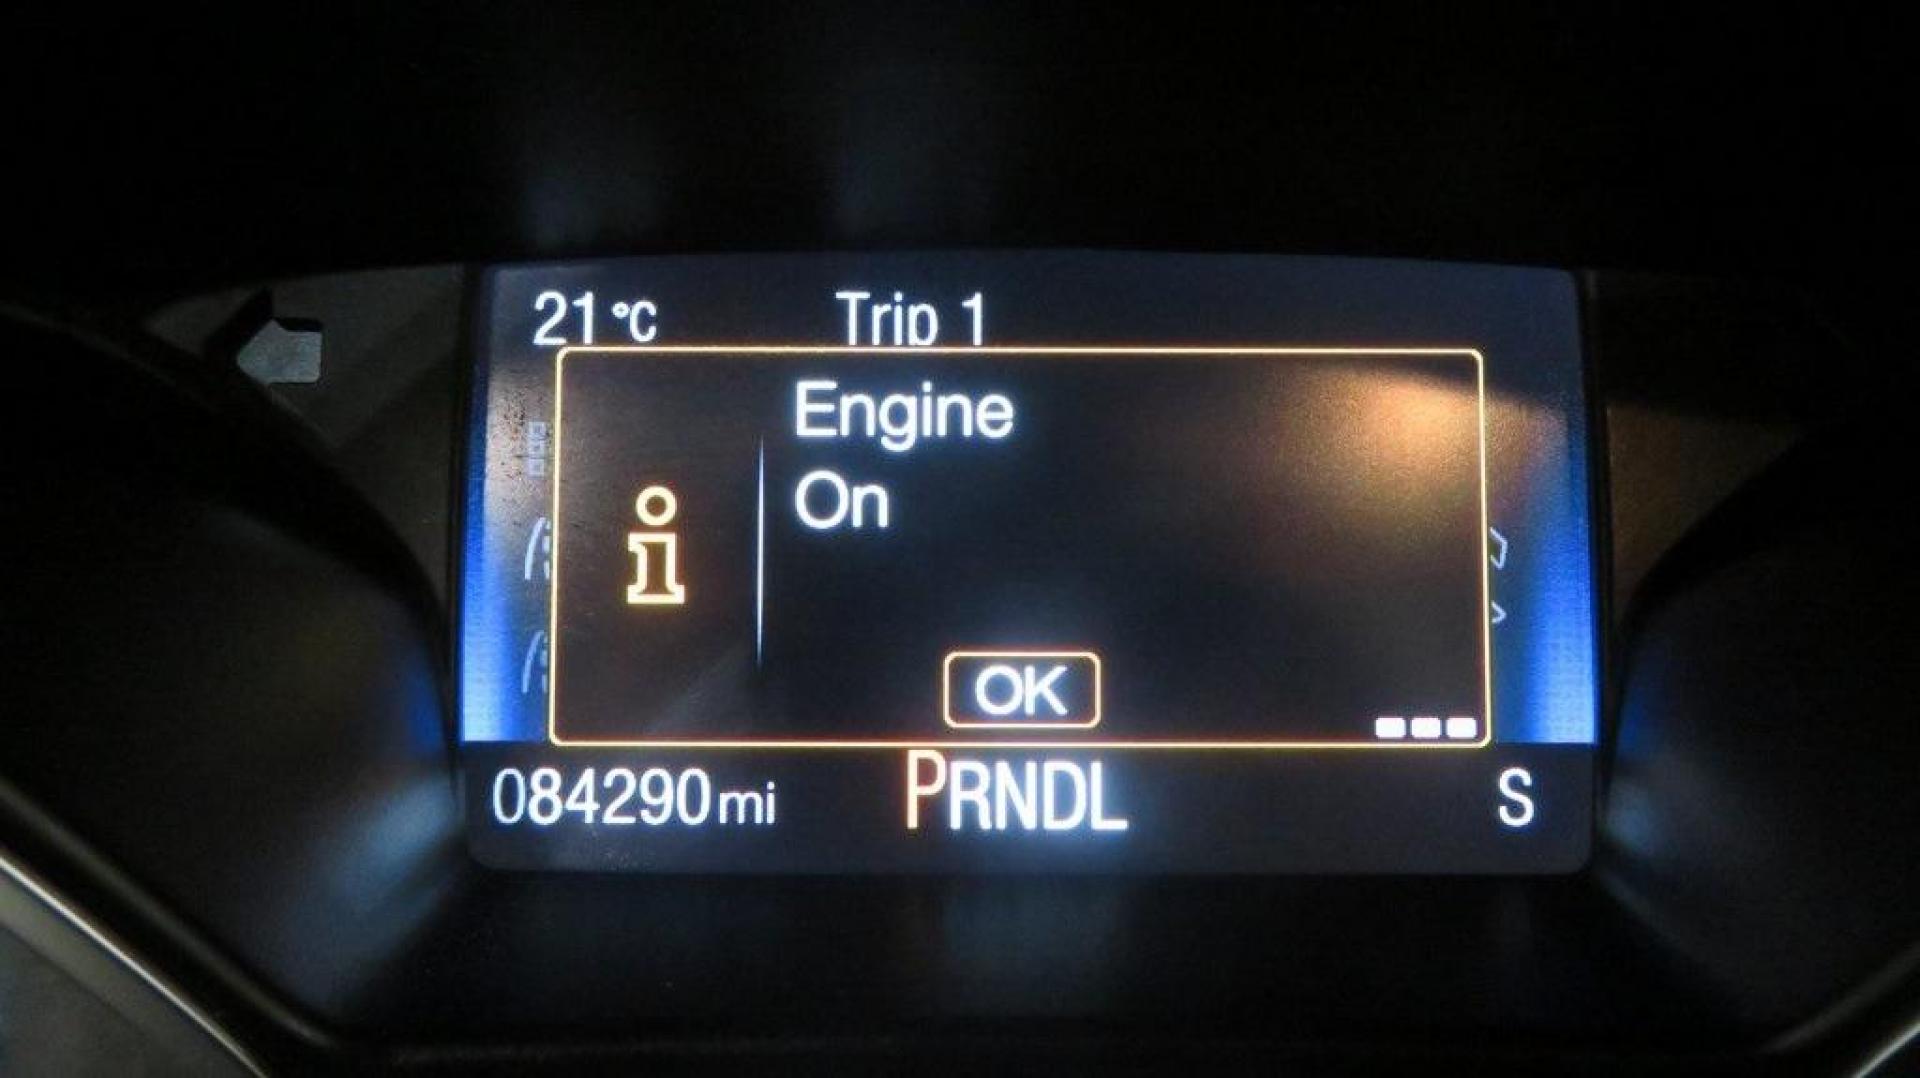 21 °C Trip 1
Engine
On
OK
084290 mi PRNDL S